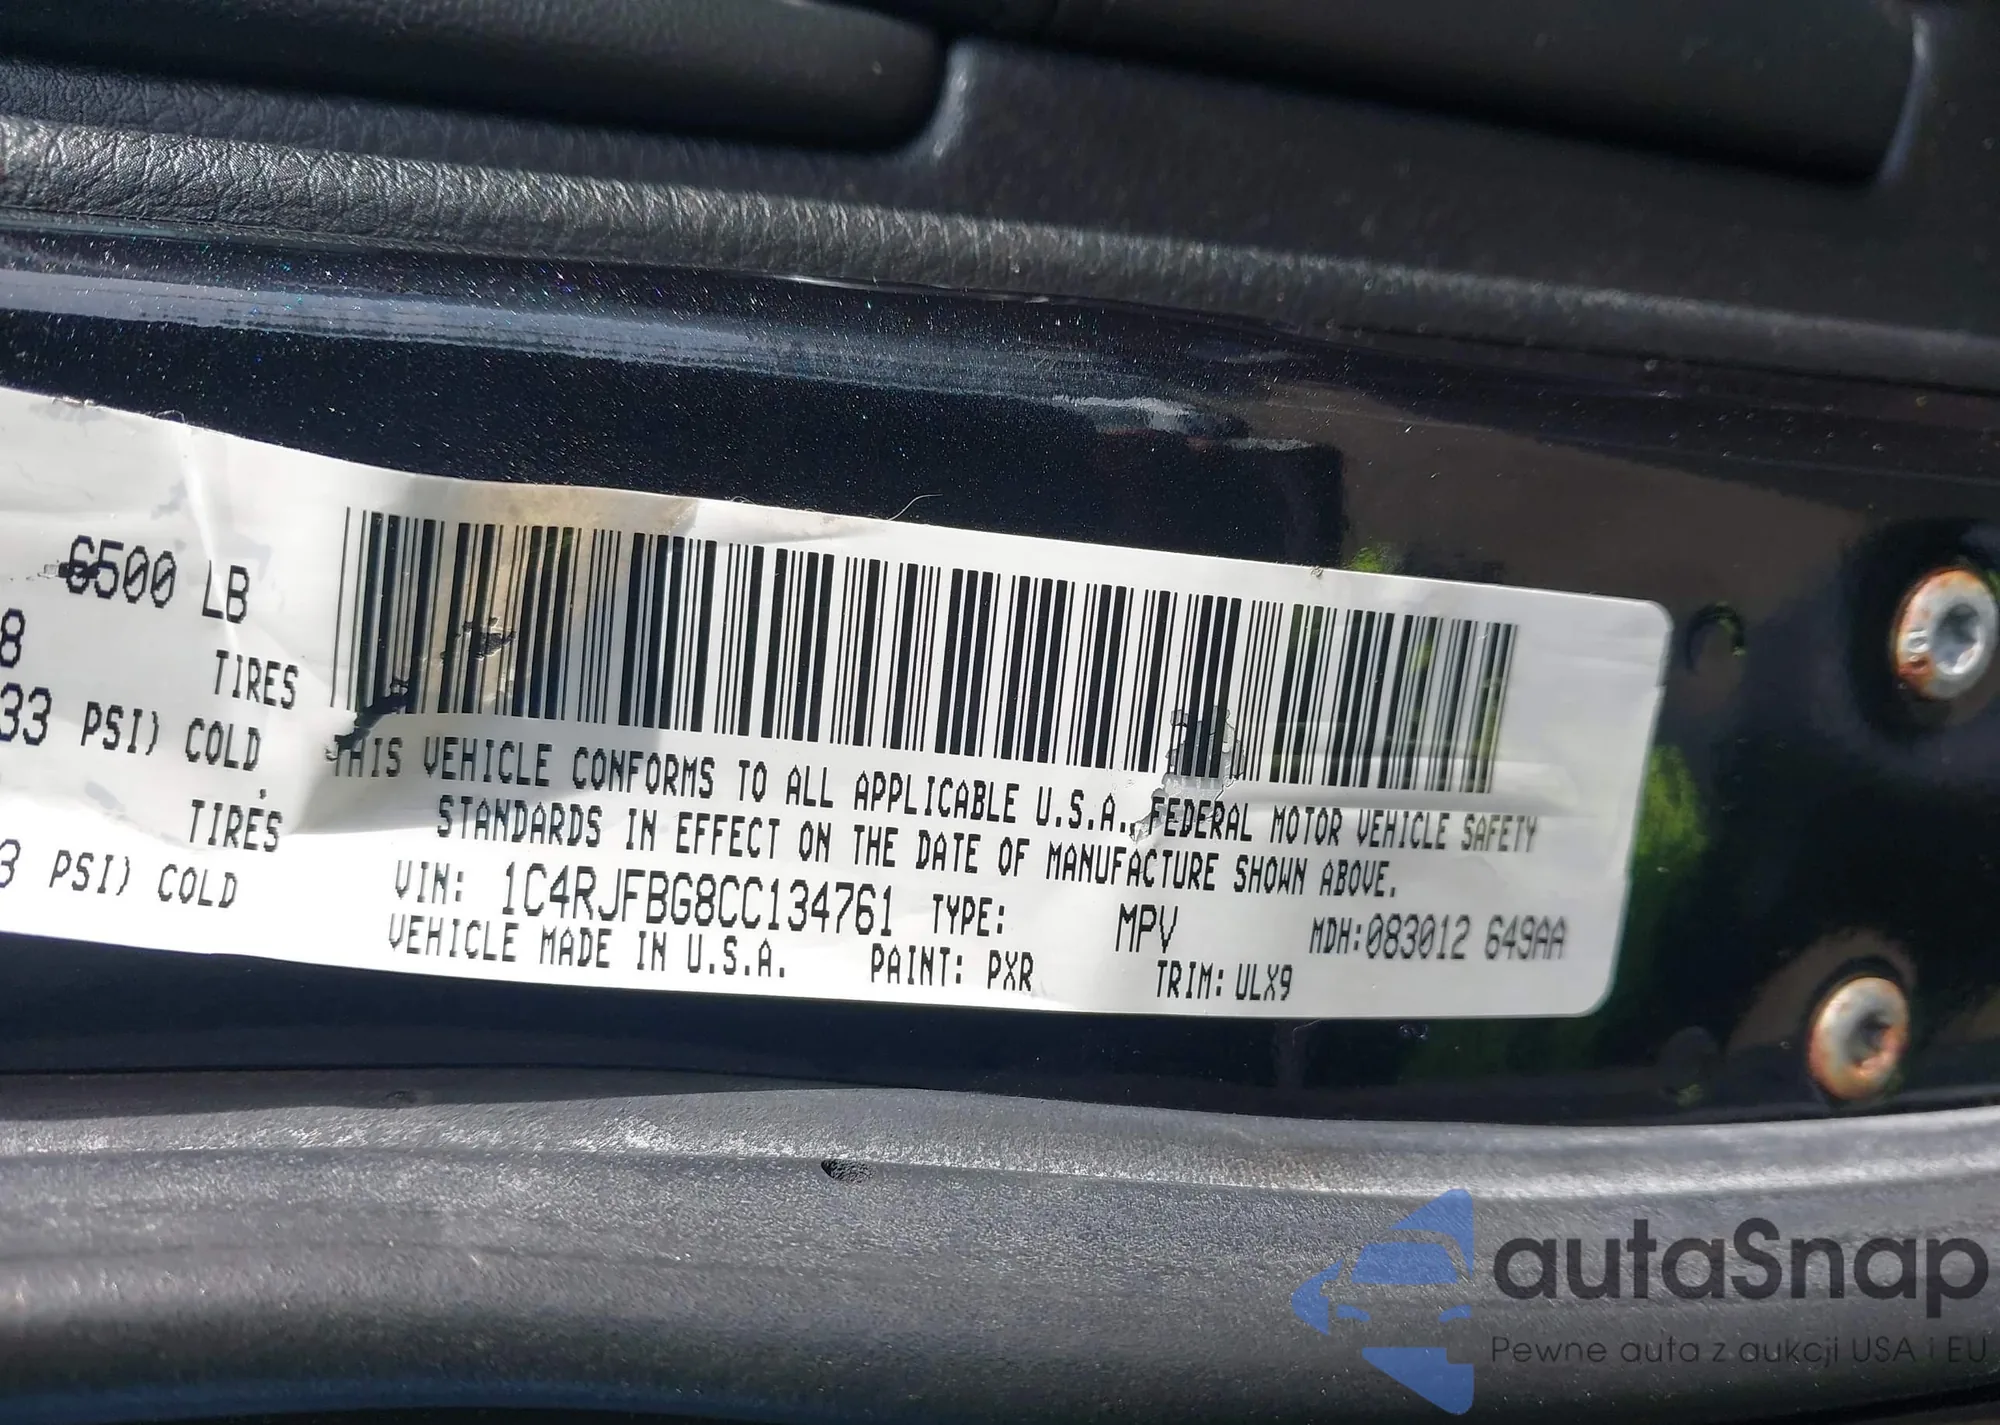 6500 LB
8
TIRES
33 PSI) COLD
TIRES
3 PSI) COLD
THIS VEHICLE CONFORMS TO ALL APPLICABLE U.S.A. FEDERAL MOTOR VEHICLE SAFETY
STANDARDS IN EFFECT ON THE DATE OF MANUFACTURE SHOWN ABOVE.
VIN: 1C4RJFBG8CC134761 TYPE: MPV MDH:083012 649AA
VEHICLE MADE IN U.S.A. PAINT: PXR TRIM: ULX9
autaSnap
Pewne auta z aukcji USA i EU